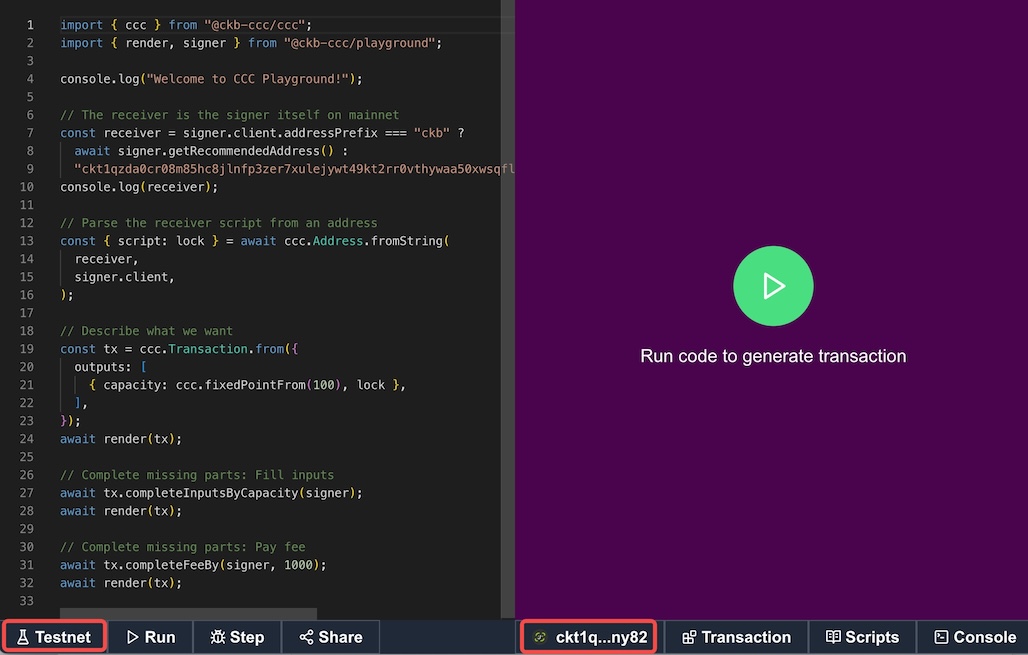 1 import { ccc } from "@ckb-ccc/ccc";
2 import { render, signer } from "@ckb-ccc/playground";
3
4 console.log("Welcome to CCC Playground!");
5
6 // The receiver is the signer itself on mainnet
7 const receiver = signer.client.addressPrefix === "ckb" ?
8 await signer.getRecommendedAddress() :
9 "ckt1qzda0cr08m85hc8jlnfp3zer7xulejywt49kt2rr0vthywaa50xwsqfl
10 console.log(receiver);
11
12 // Parse the receiver script from an address
13 const { script: lock } = await ccc.Address.fromString(
14 receiver,
15 signer.client,
16 );
17
18 // Describe what we want
19 const tx = ccc.Transaction.from({
20 outputs: [
21 { capacity: ccc.fixedPointFrom(100), lock },
22 ],
23 });
24 await render(tx);
25
26 // Complete missing parts: Fill inputs
27 await tx.completeInputsByCapacity(signer);
28 await render(tx);
29
30 // Complete missing parts: Pay fee
31 await tx.completeFeeBy(signer, 1000);
32 await render(tx);
33
Run code to generate transaction
Testnet Run Step Share ckt1q...ny82 Transaction Scripts Console